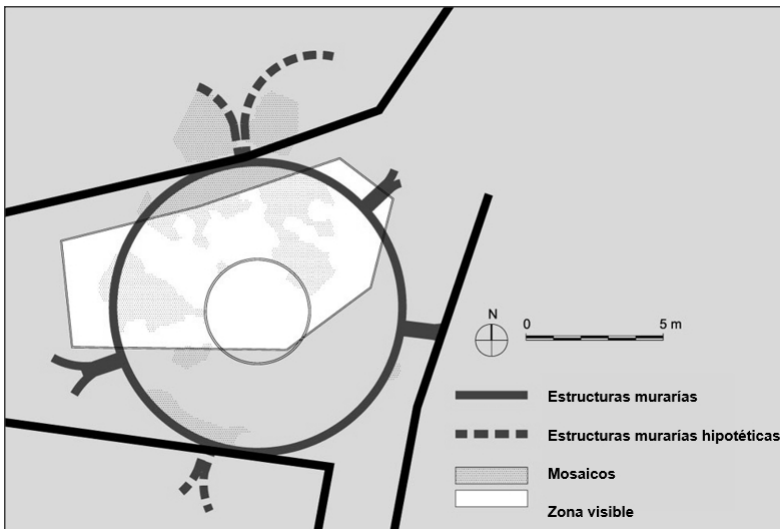 N
0 5 m
Estructuras murarías
Estructuras murarías hipotéticas
Mosaicos
Zona visible